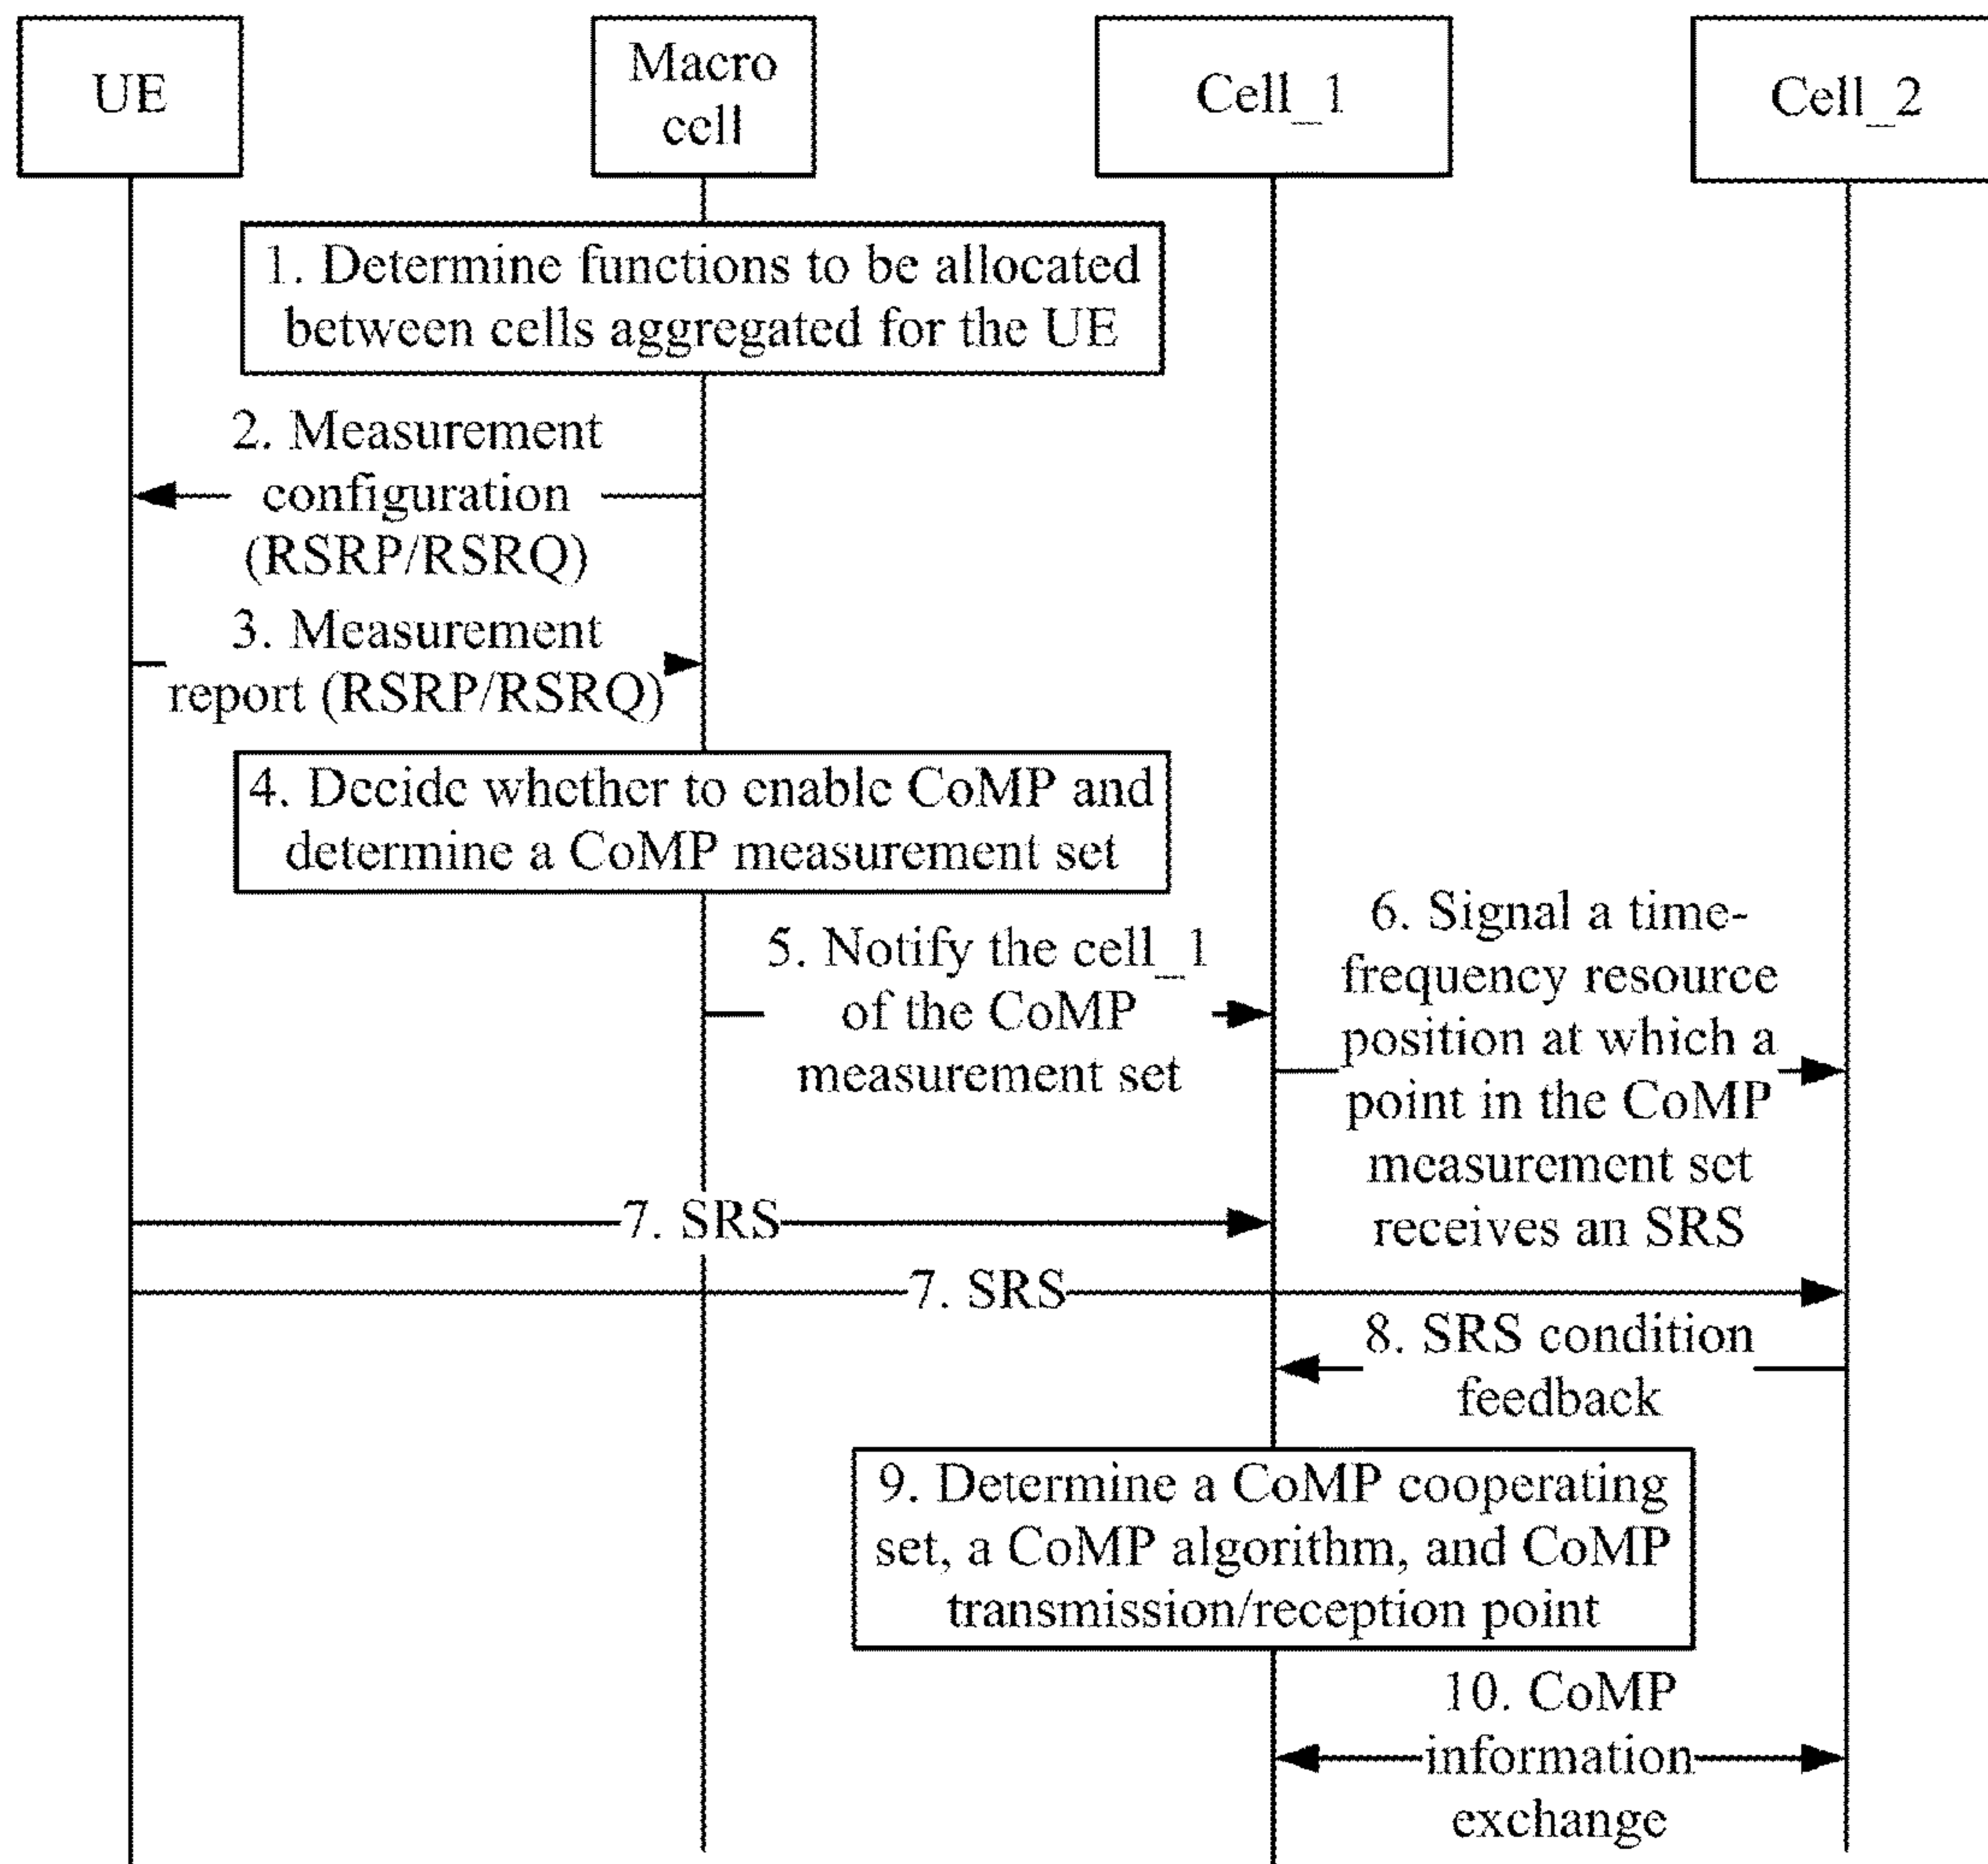 UE
Macro
cell
Cell_1
Cell_2
1. Determine functions to be allocated
between cells aggregated for the UE
2. Measurement
configuration
(RSRP/RSRQ)
3. Measurement
report (RSRP/RSRQ)
4. Decide whether to enable CoMP and
determine a CoMP measurement set
5. Notify the cell_1
of the CoMP
measurement set
6. Signal a time-
frequency resource
position at which a
point in the CoMP
measurement set
receives an SRS
7. SRS
7. SRS
8. SRS condition
feedback
9. Determine a CoMP cooperating
set, a CoMP algorithm, and CoMP
transmission/reception point
10. CoMP
information
exchange